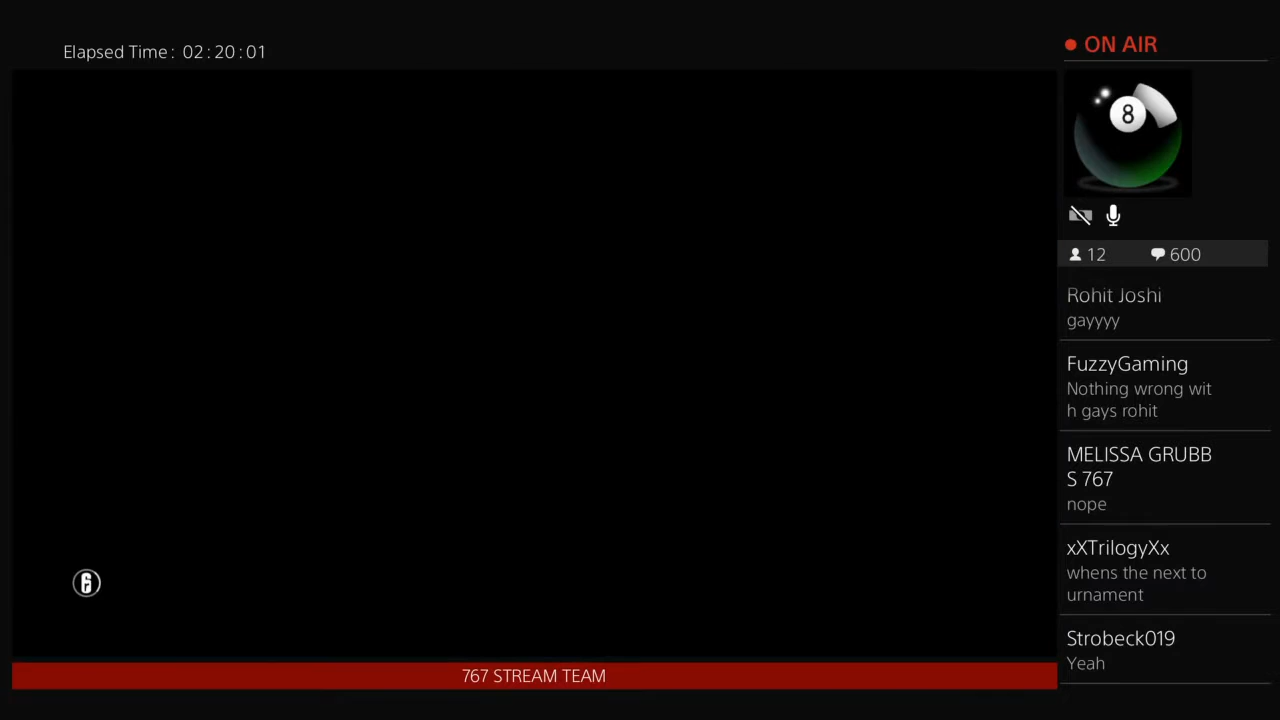 Elapsed Time: 02:20:01
ON AIR
8
12 600
Rohit Joshi
gayyyy
FuzzyGaming
Nothing wrong wit
h gays rohit
MELISSA GRUBB
S 767
nope
xXTrilogyXx
whens the next to
urnament
Strobeck019
Yeah
6
767 STREAM TEAM